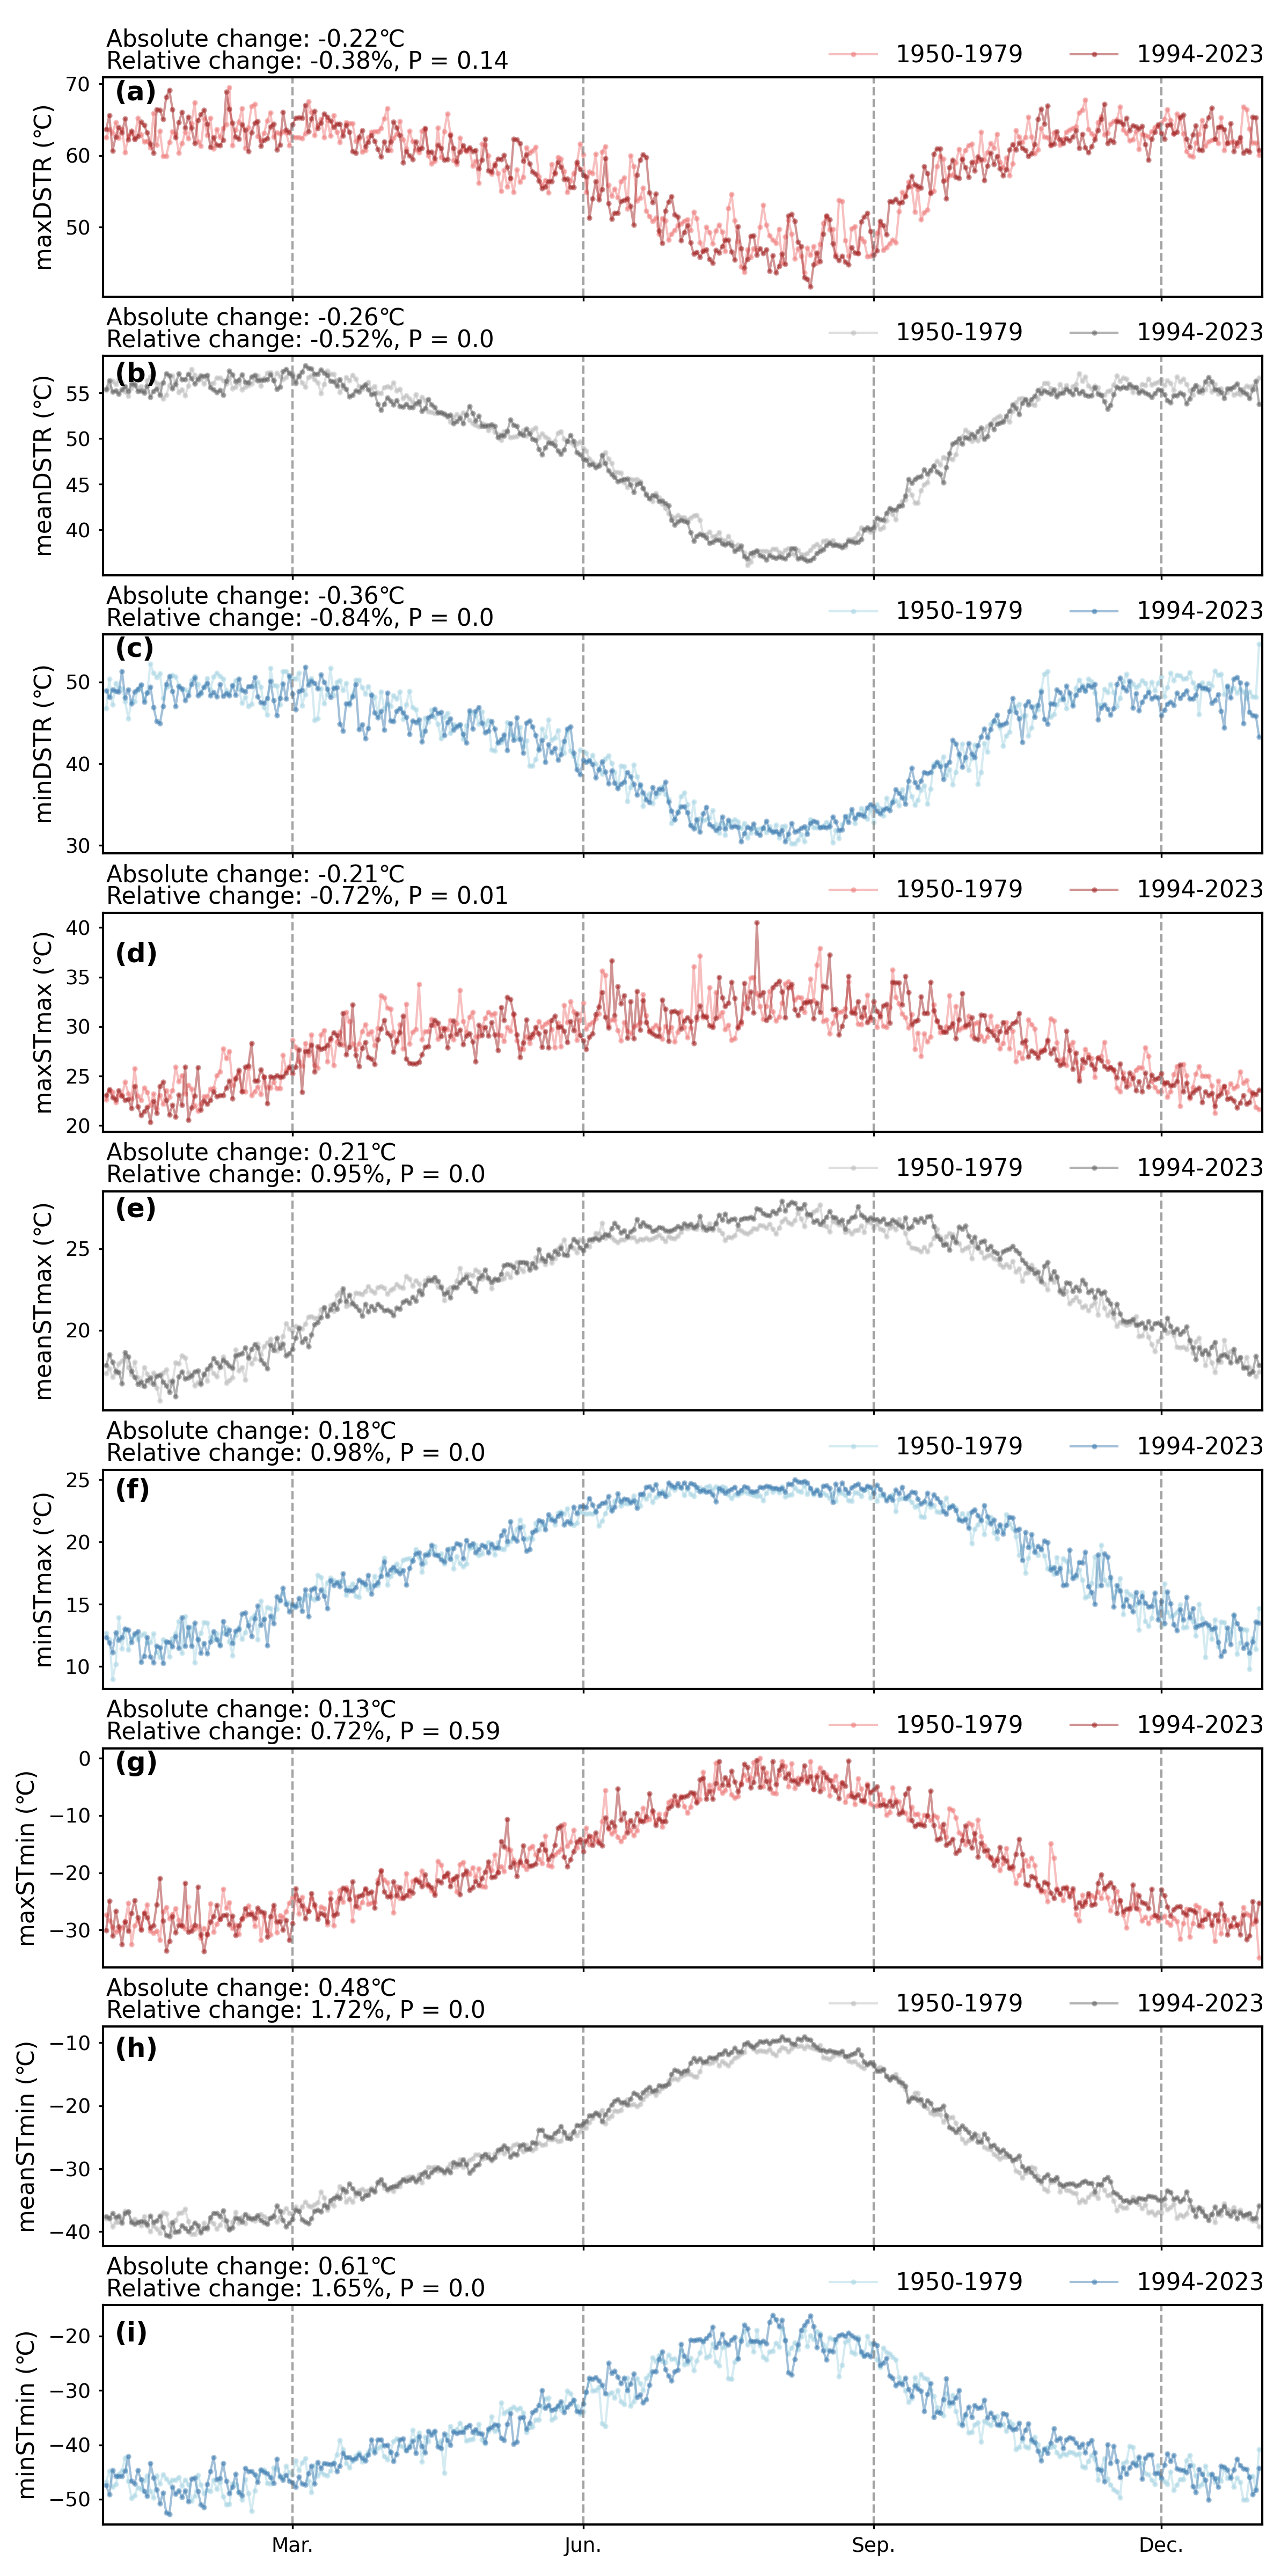 Absolute change: -0.22℃
Relative change: -0.38%, P = 0.14
1950-1979 1994-2023
(a)
maxDSTR (℃)
70
60
50
Absolute change: -0.26℃
Relative change: -0.52%, P = 0.0
1950-1979 1994-2023
(b)
meanDSTR (℃)
55
50
45
40
Absolute change: -0.36℃
Relative change: -0.84%, P = 0.0
1950-1979 1994-2023
(c)
minDSTR (℃)
50
40
30
Absolute change: -0.21℃
Relative change: -0.72%, P = 0.01
1950-1979 1994-2023
(d)
maxSTmax (℃)
40
35
30
25
20
Absolute change: 0.21℃
Relative change: 0.95%, P = 0.0
1950-1979 1994-2023
(e)
meanSTmax (℃)
25
20
Absolute change: 0.18℃
Relative change: 0.98%, P = 0.0
1950-1979 1994-2023
(f)
minSTmax (℃)
25
20
15
10
Absolute change: 0.13℃
Relative change: 0.72%, P = 0.59
1950-1979 1994-2023
(g)
maxSTmin (℃)
0
−10
−20
−30
Absolute change: 0.48℃
Relative change: 1.72%, P = 0.0
1950-1979 1994-2023
(h)
meanSTmin (℃)
−10
−20
−30
−40
Absolute change: 0.61℃
Relative change: 1.65%, P = 0.0
1950-1979 1994-2023
(i)
minSTmin (℃)
−20
−30
−40
−50
Mar. Jun. Sep. Dec.